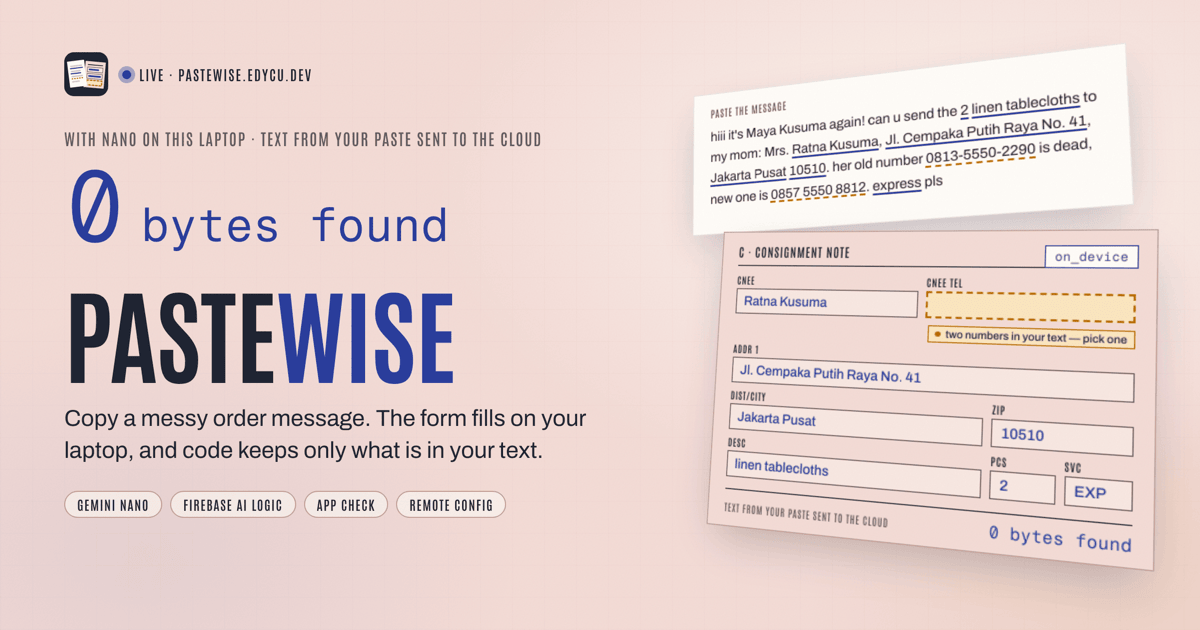 LIVE · PASTEWISE.EDYCU.DEV
WITH NANO ON THIS LAPTOP · TEXT FROM YOUR PASTE SENT TO THE CLOUD
0 bytes found
PASTEWISE
Copy a messy order message. The form fills on your
laptop, and code keeps only what is in your text.
GEMINI NANO
FIREBASE AI LOGIC
APP CHECK
REMOTE CONFIG
PASTE THE MESSAGE
hiii it's Maya Kusuma again! can u send the 2 linen tablecloths to
my mom: Mrs. Ratna Kusuma, Jl. Cempaka Putih Raya No. 41,
Jakarta Pusat 10510. her old number 0813-5550-2290 is dead,
new one is 0857 5550 8812. express pls
C · CONSIGNMENT NOTE
on_device
CNEE
Ratna Kusuma
CNEE TEL
two numbers in your text — pick one
ADDR 1
Jl. Cempaka Putih Raya No. 41
DIST/CITY
Jakarta Pusat
ZIP
10510
DESC
linen tablecloths
PCS
2
SVC
EXP
TEXT FROM YOUR PASTE SENT TO THE CLOUD
0 bytes found